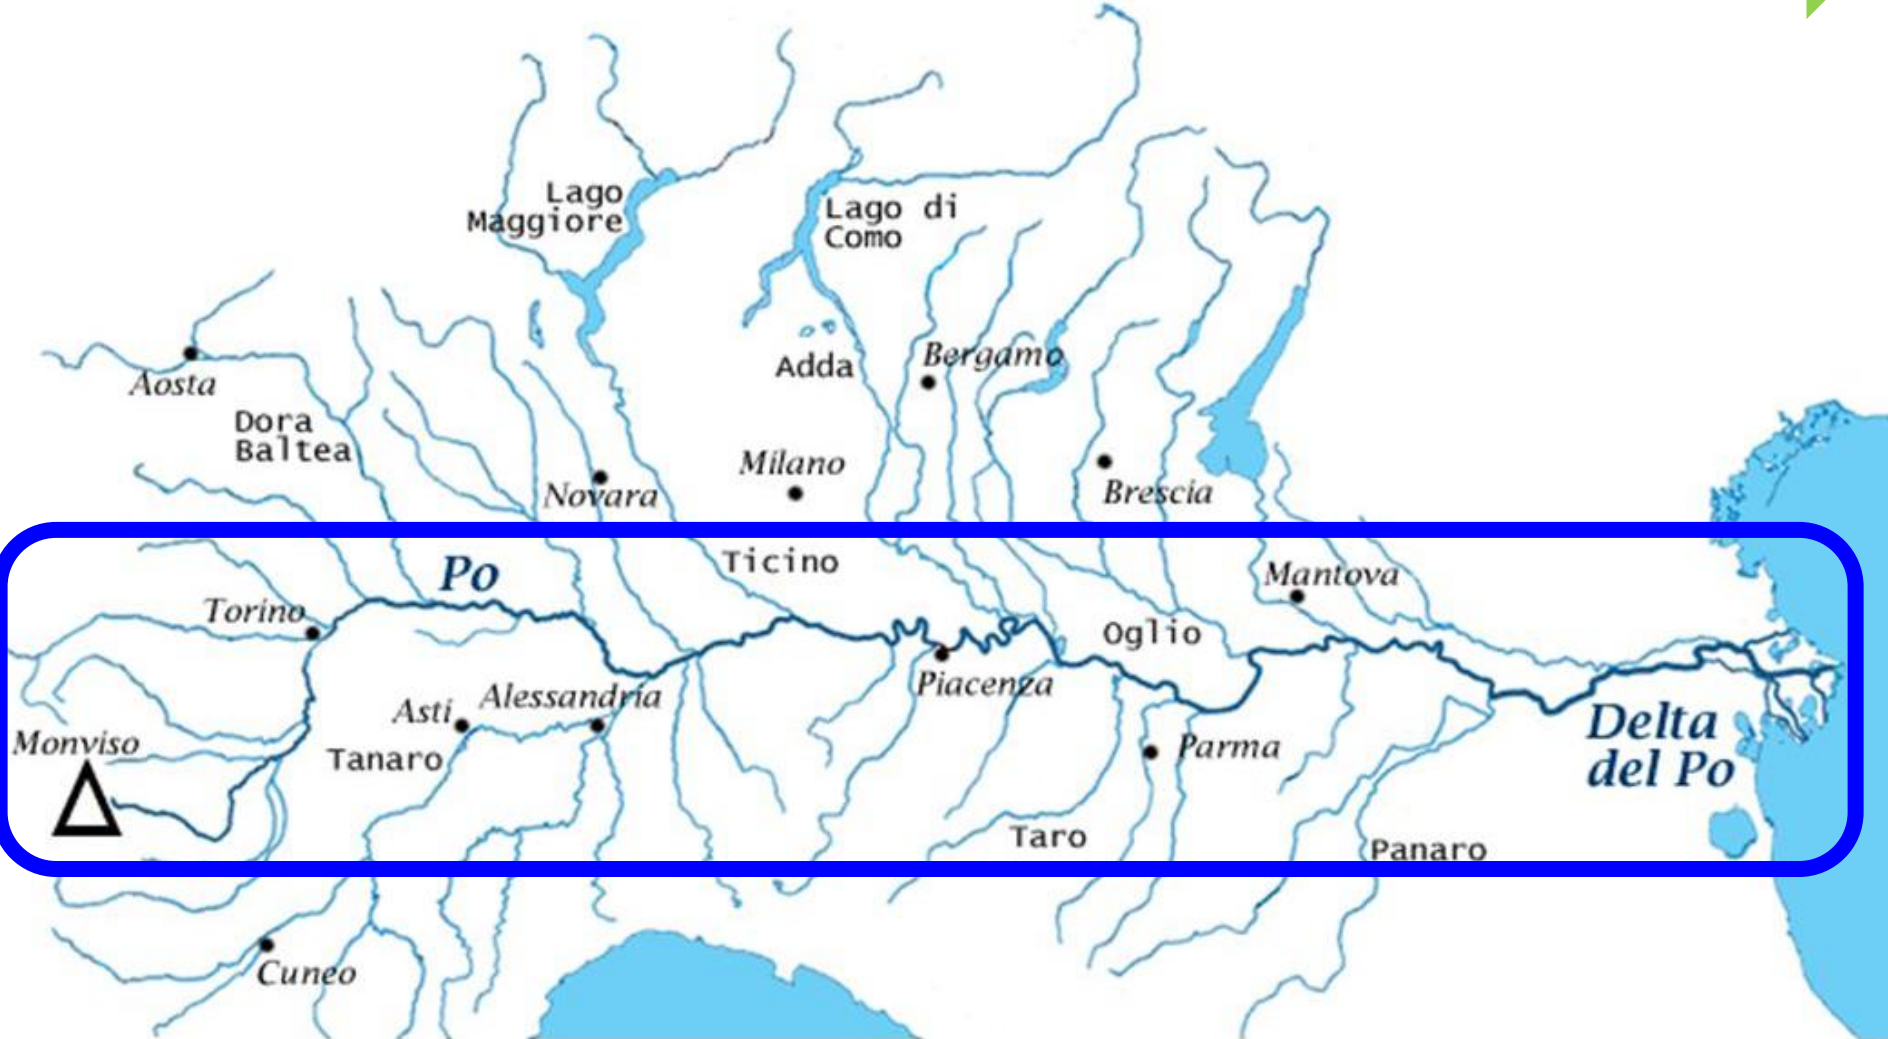 Lago
Maggiore
Lago di
Como
Adda
Bergamo
Aosta
Dora
Baltea
Milano
Novara
Brescia
Po
Ticino
Mantova
Torino
Oglio
Piacenza
Asti
Alessandria
Monviso
Tanaro
Parma
Delta
del Po
Taro
Panaro
Cuneo